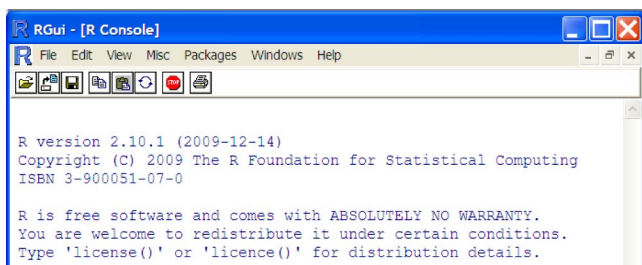 RGui - [R Console]
File Edit View Misc Packages Windows Help
STOP
R version 2.10.1 (2009-12-14)
Copyright (C) 2009 The R Foundation for Statistical Computing
ISBN 3-900051-07-0
R is free software and comes with ABSOLUTELY NO WARRANTY.
You are welcome to redistribute it under certain conditions.
Type 'license()' or 'licence()' for distribution details.